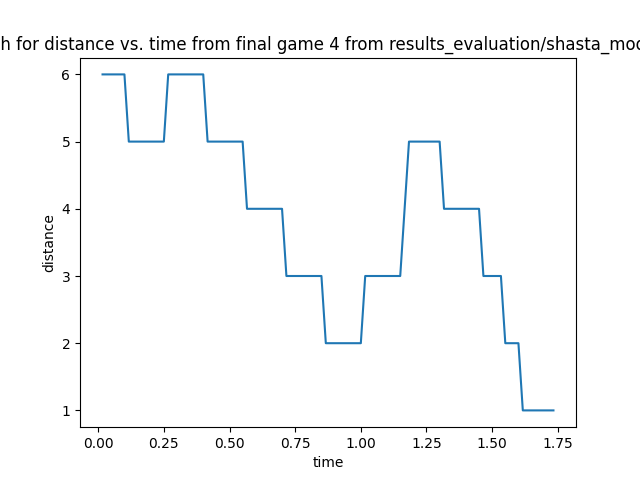 h for distance vs. time from final game 4 from results_evaluation/shasta_mod
6
5
4
3
2
1
distance
0.00 0.25 0.50 0.75 1.00 1.25 1.50 1.75
time